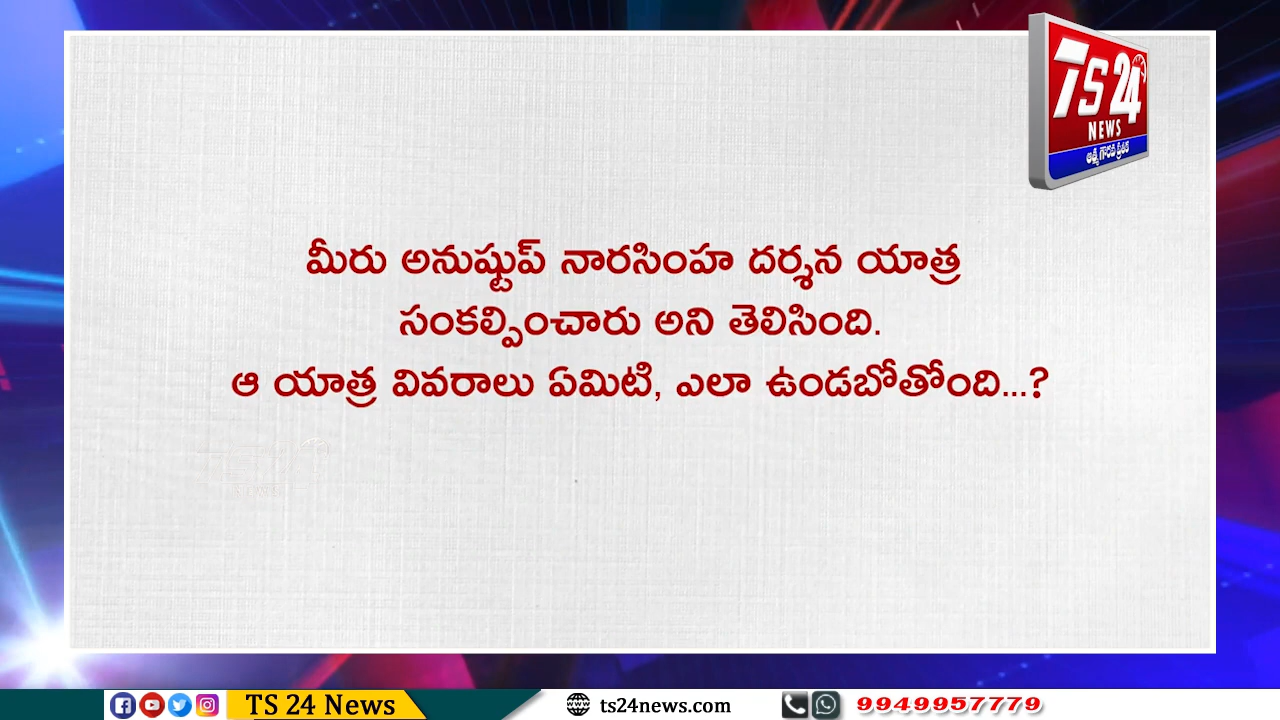 TS 24
NEWS
మీరు అనుష్టుప్ నారసింహ దర్శన యాత్ర
సంకల్పించారు అని తెలిసింది.
ఆ యాత్ర వివరాలు ఏమిటి, ఎలా ఉండబోతోంది...?
TS 24 News
ts24news.com
9949957779